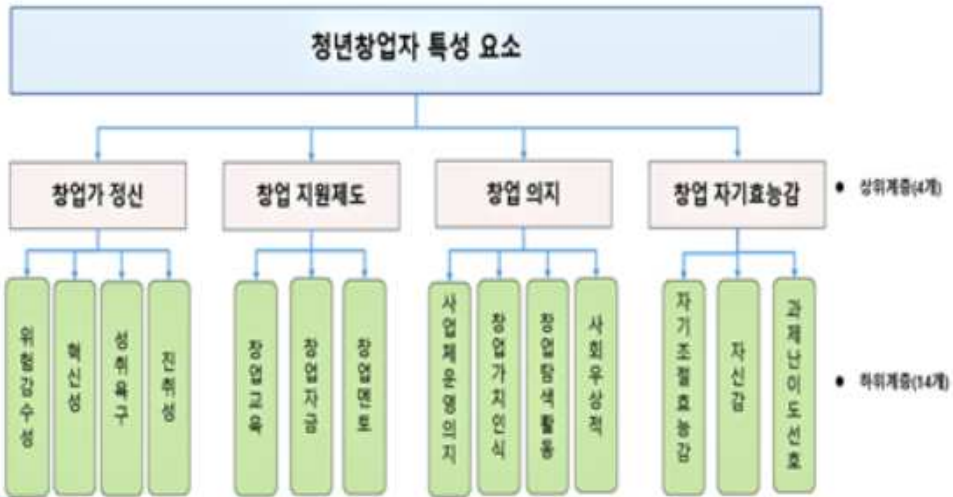 청년창업자 특성 요소
창업가 정신
창업 지원제도
창업 의지
창업 자기효능감
● 상위계층(4개)
위험감수성
혁신성
성취욕구
진취성
창업교육
창업자금
창업멘토
사업체운영의지
창업가치인식
창업탐색활동
사회우상적
자기조절효능감
자신감
과제난이도선호
● 하위계층(14개)